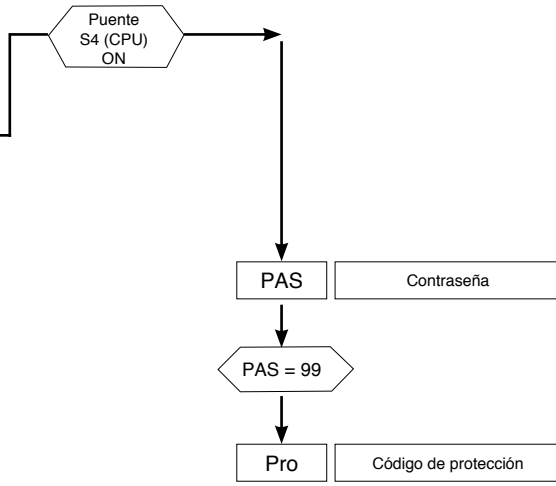 Puente
S4 (CPU)
ON
PAS
Contraseña
PAS = 99
Pro
Código de protección